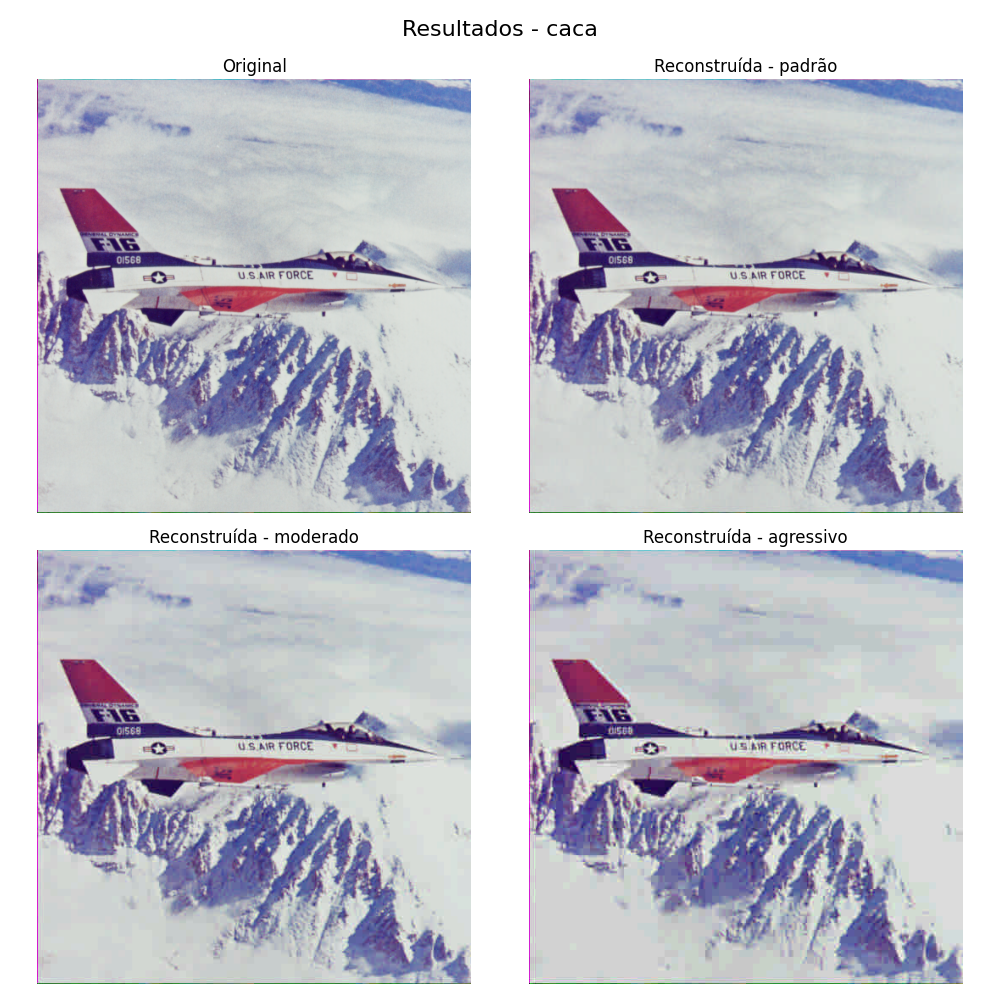 Resultados - caca
Original
Reconstruída - padrão
GENERAL DYNAMICS
F-16
01568
U.S. AIR FORCE
GENERAL DYNAMICS
F-16
01568
U.S. AIR FORCE
Reconstruída - moderado
Reconstruída - agressivo
GENERAL DYNAMICS
F-16
01568
U.S. AIR FORCE
F-16
01568
U.S. AIR FORCE